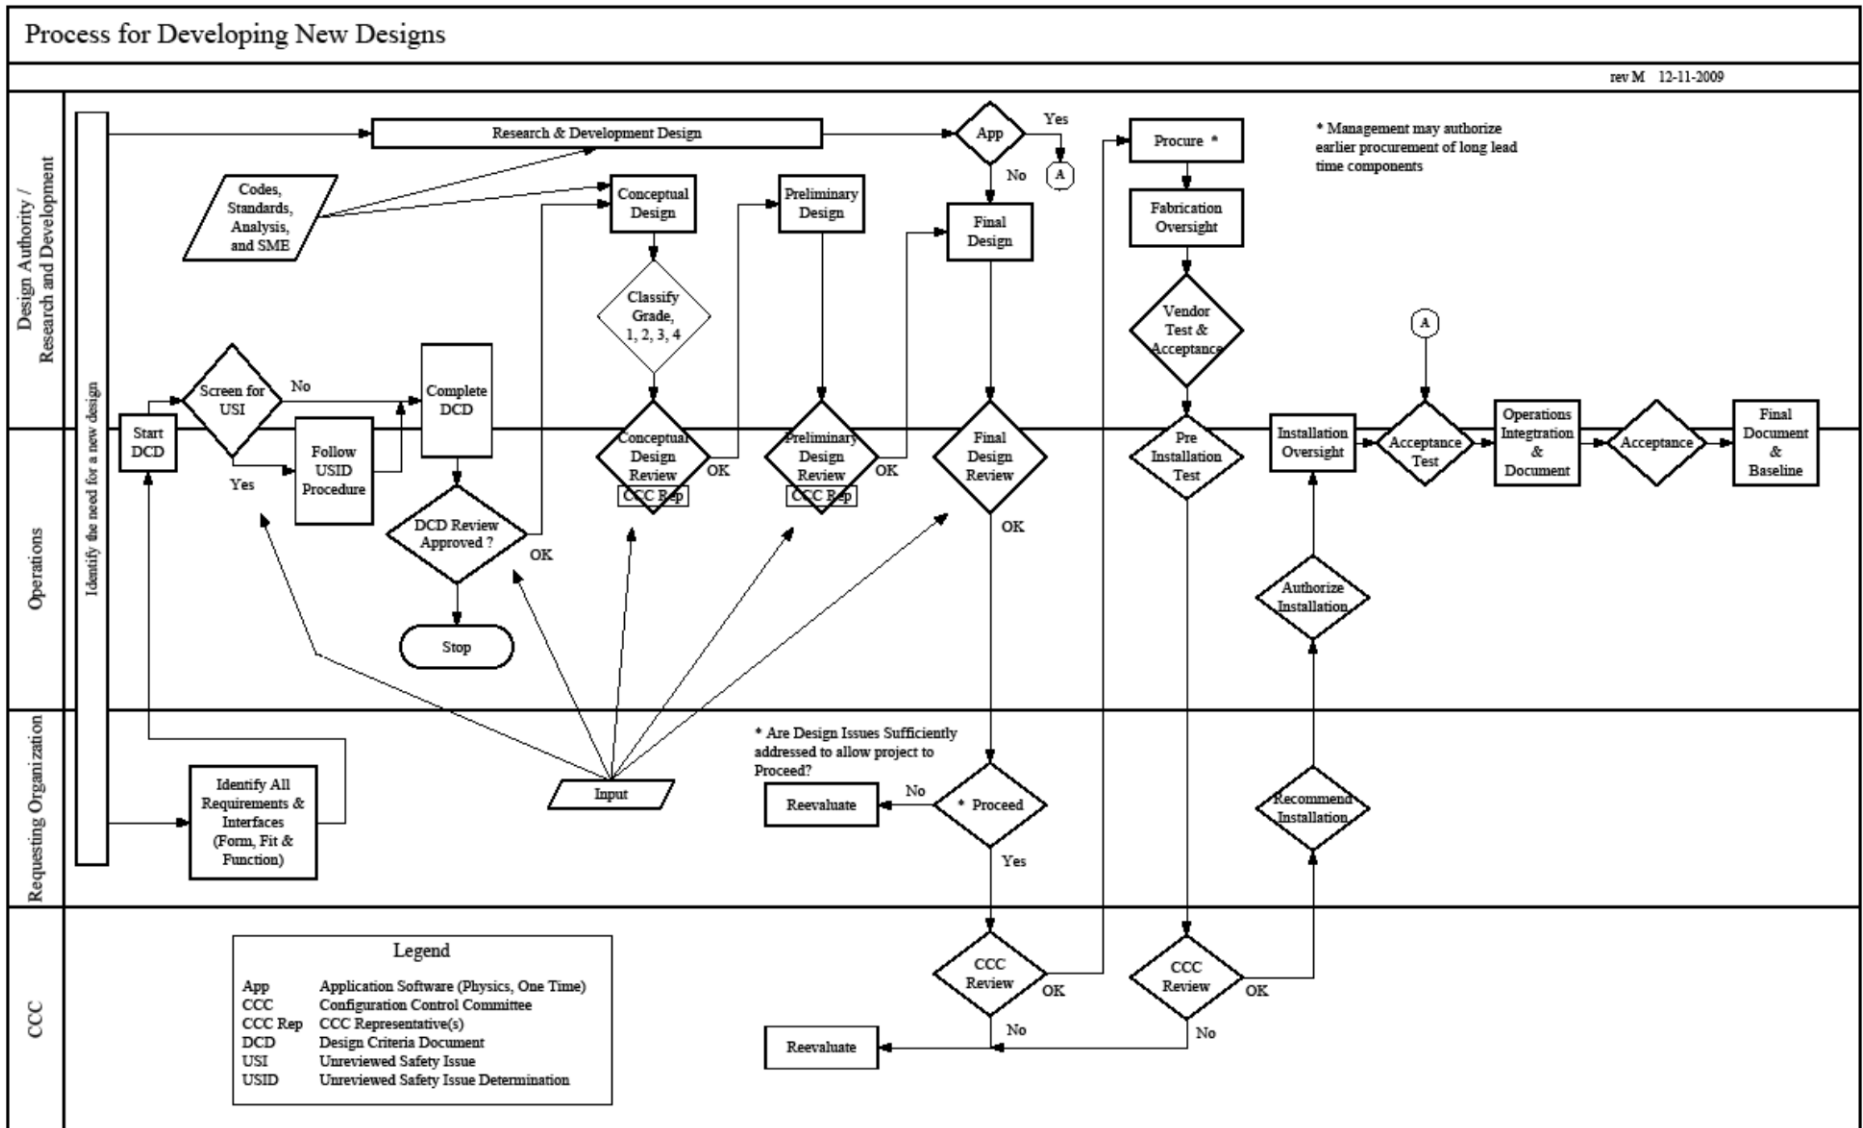 Process for Developing New Designs
rev M 12-11-2009
Design Authority /
Research and Development
Operations
Requesting Organization
CCC
Identify the need for a new design
Research & Development Design
App
Yes
A
No
Codes,
Standards,
Analysis,
and SME
Conceptual
Design
Preliminary
Design
Final
Design
Procure *
* Management may authorize
earlier procurement of long lead
time components
Fabrication
Oversight
Classify
Grade,
1, 2, 3, 4
Vendor
Test &
Acceptance
A
Start
DCD
Screen for
USI
No
Yes
Follow
USID
Procedure
Complete
DCD
DCD Review
Approved ?
OK
Stop
Conceptual
Design
Review
CCC Rep
OK
Preliminary
Design
Review
CCC Rep
OK
Final
Design
Review
OK
Pre
Installation
Test
Installation
Oversight
Acceptance
Test
Operations
Integtration
&
Document
Acceptance
Final
Document
&
Baseline
Authorize
Installation
Identify All
Requirements &
Interfaces
(Form, Fit &
Function)
Input
* Are Design Issues Sufficiently
addressed to allow project to
Proceed?
Reevaluate
No
* Proceed
Yes
Recommend
Installation
Legend
App Application Software (Physics, One Time)
CCC Configuration Control Committee
CCC Rep CCC Representative(s)
DCD Design Criteria Document
USI Unreviewed Safety Issue
USID Unreviewed Safety Issue Determination
CCC
Review
OK
No
CCC
Review
OK
No
Reevaluate